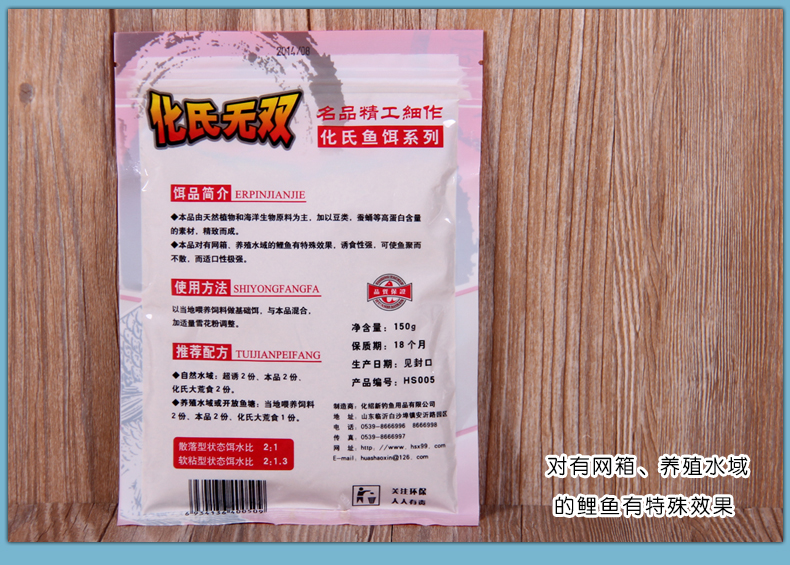 2014/08
化氏无双
名品精工細作
化氏鱼饵系列
饵品简介 ERPINJIANJIE
◆本品由天然植物和海洋生物原料为主，加以豆类，蚕蛹等高蛋白含量
的素材，精致而成。
◆本品对有网箱、养殖水域的鲤鱼有特殊效果，诱食性强，可使鱼聚而
不散，而适口性极强。
使用方法 SHIYONGFANGFA
以当地喂养饲料做基础饵，与本品混合，
加适量雪花粉调整。
品質保證
推荐配方 TUIJIANPEIFANG
◆自然水域：超诱2份、本品2份、
化氏大荒食2份。
◆养殖水域或开放鱼塘：当地喂养饲料
2份、本品2份、化氏大荒食1份。
散落型状态饵水比 2;1
软粘型状态饵水比 2;1.3
净含量：150g
保质期：18个月
生产日期：见封口
产品编号：HS005
制造商：化绍新钓鱼用品有限公司
地 址：山东临沂白沙埠镇安沂路四园区
电 话：0539-8666996 8666998
传 真：0539-8666997
网 址：http．//www．hsx99．com
E-mail．huashaoxin@126．com
关注环保
人人有责
对有网箱、养殖水域
的鲤鱼有特殊效果